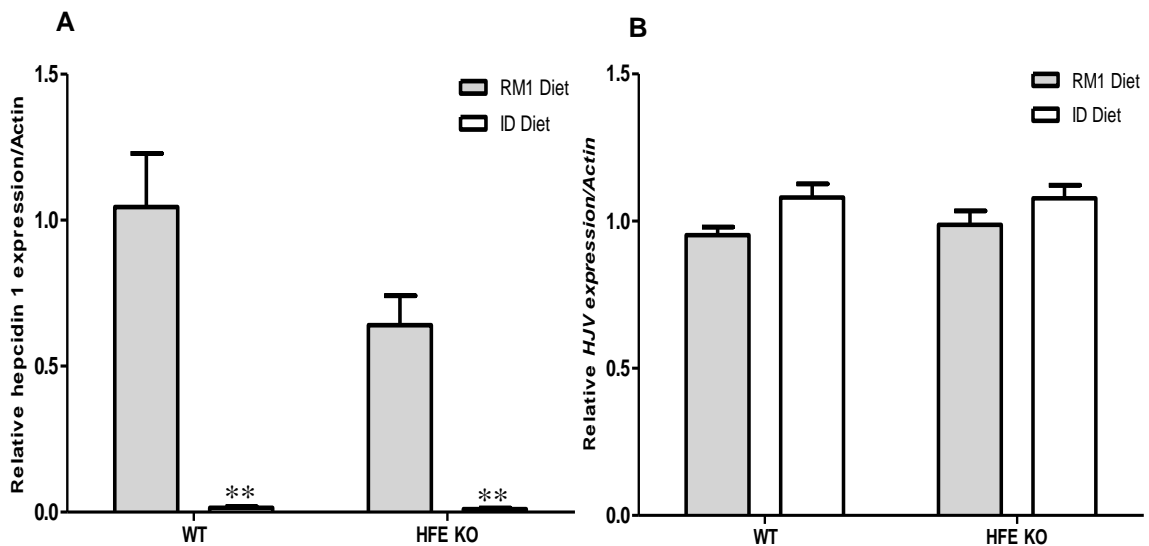 A
Relative hepcidin 1 expression/Actin
1.5
1.0
0.5
0.0
RM1 Diet
ID Diet
**
**
WT
HFE KO
B
Relative HJV expression/Actin
1.5
1.0
0.5
0.0
RM1 Diet
ID Diet
WT
HFE KO